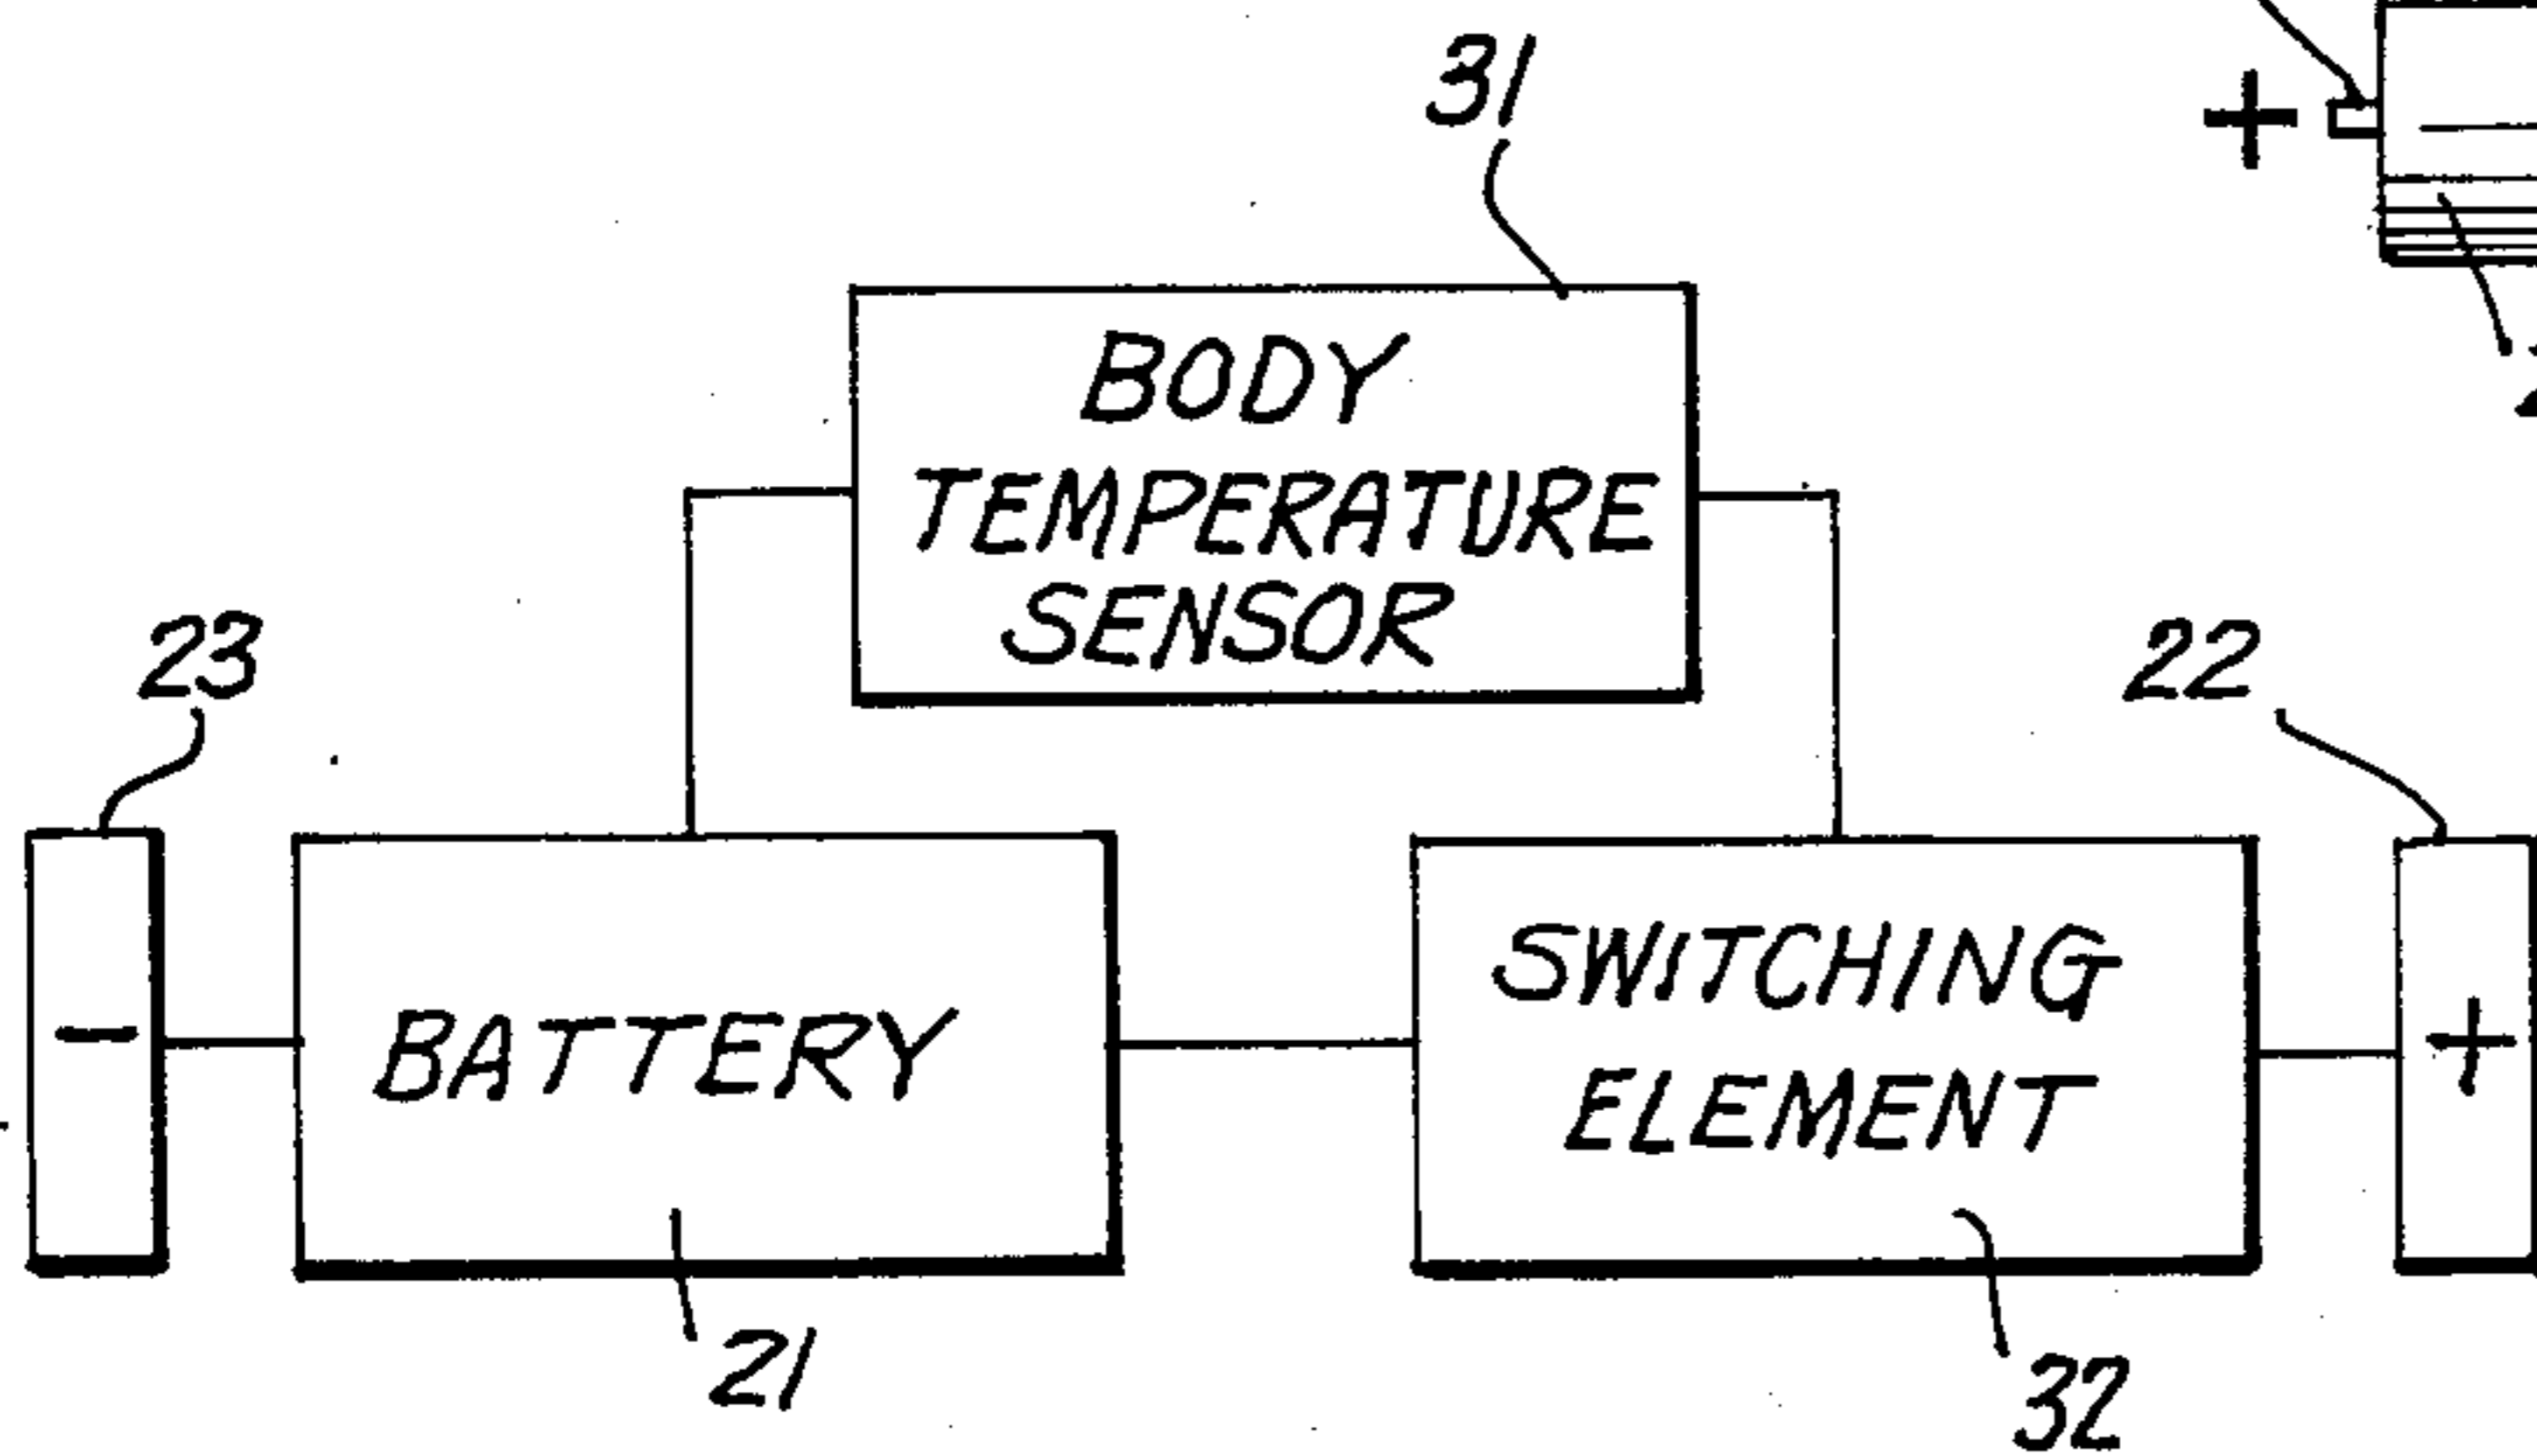 31
+
BODY
TEMPERATURE
SENSOR
23
22
-
BATTERY
SWITCHING
ELEMENT
+
21
32